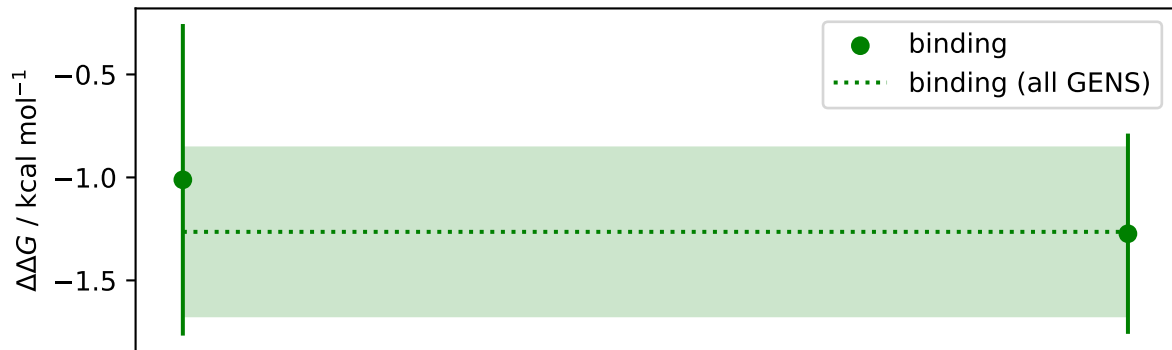 binding
binding (all GENS)
ΔΔG / kcal mol⁻¹
−0.5
−1.0
−1.5